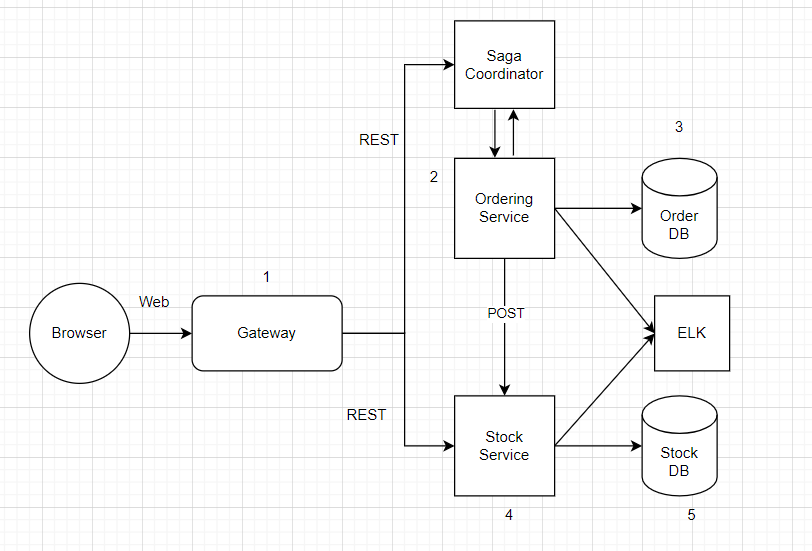 Saga
Coordinator
REST
3
2
Ordering
Service
Order
DB
1
Web
POST
Browser
Gateway
ELK
REST
Stock
Service
Stock
DB
4
5